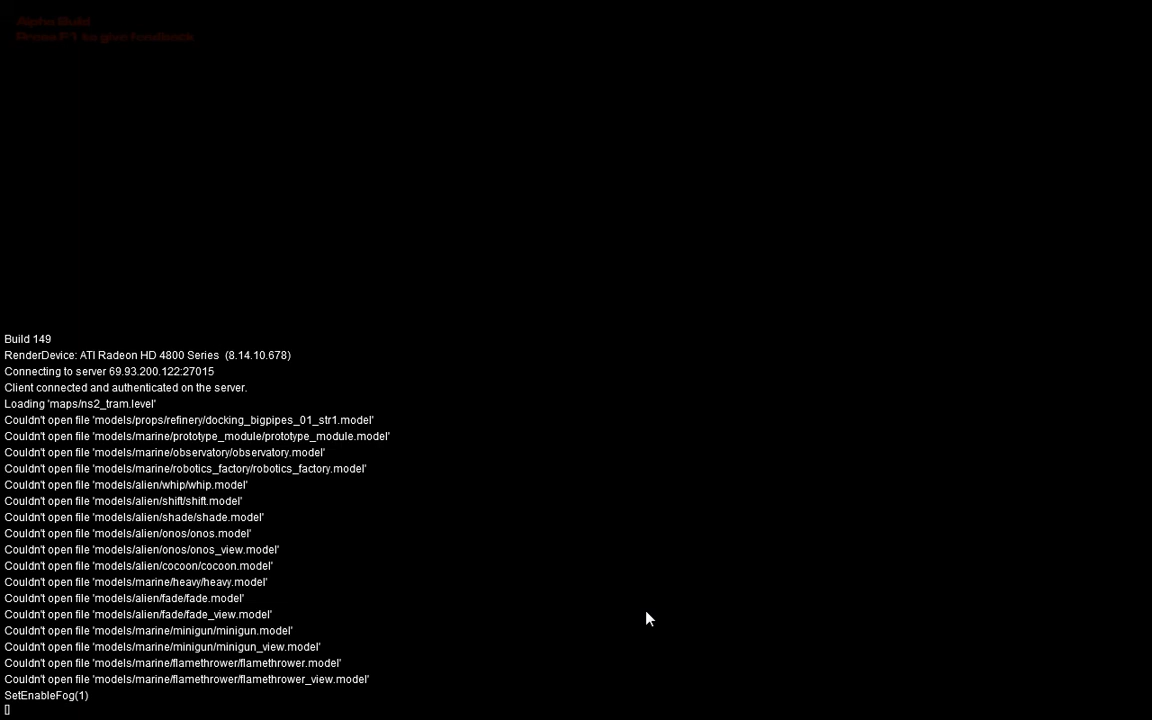 Alpha Build
Press F1 to give feedback
Build 149
RenderDevice: ATI Radeon HD 4800 Series  (8.14.10.678)
Connecting to server 69.93.200.122:27015
Client connected and authenticated on the server.
Loading 'maps/ns2_tram.level'
Couldn't open file 'models/props/refinery/docking_bigpipes_01_str1.model'
Couldn't open file 'models/marine/prototype_module/prototype_module.model'
Couldn't open file 'models/marine/observatory/observatory.model'
Couldn't open file 'models/marine/robotics_factory/robotics_factory.model'
Couldn't open file 'models/alien/whip/whip.model'
Couldn't open file 'models/alien/shift/shift.model'
Couldn't open file 'models/alien/shade/shade.model'
Couldn't open file 'models/alien/onos/onos.model'
Couldn't open file 'models/alien/onos/onos_view.model'
Couldn't open file 'models/alien/cocoon/cocoon.model'
Couldn't open file 'models/marine/heavy/heavy.model'
Couldn't open file 'models/alien/fade/fade.model'
Couldn't open file 'models/alien/fade/fade_view.model'
Couldn't open file 'models/marine/minigun/minigun.model'
Couldn't open file 'models/marine/minigun/minigun_view.model'
Couldn't open file 'models/marine/flamethrower/flamethrower.model'
Couldn't open file 'models/marine/flamethrower/flamethrower_view.model'
SetEnableFog(1)